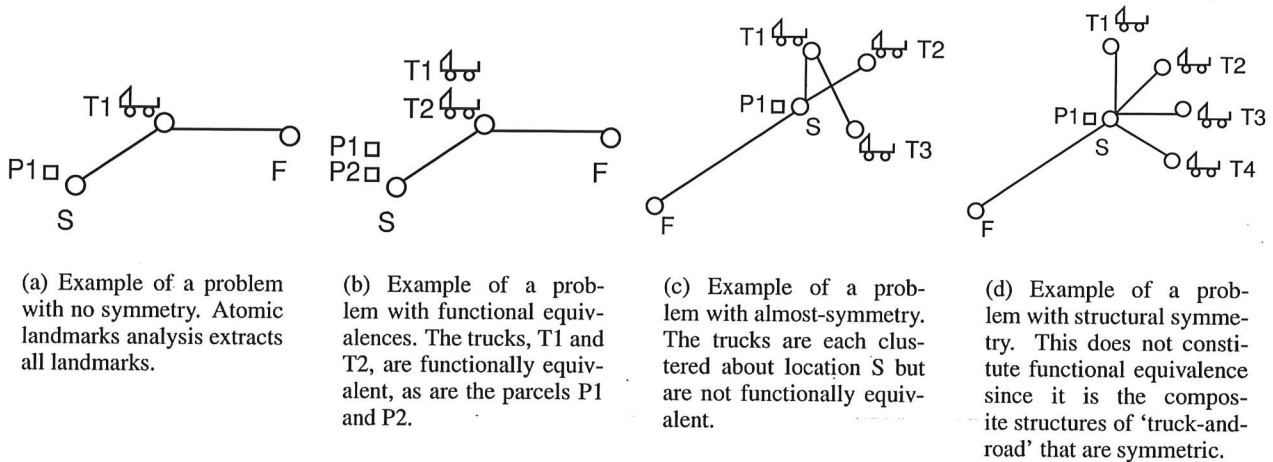 T1
P1
S
F
(a) Example of a problem
with no symmetry. Atomic
landmarks analysis extracts
all landmarks.
T1
T2
P1
P2
S
F
(b) Example of a prob-
lem with functional equiv-
alences. The trucks, T1 and
T2, are functionally equiv-
alent, as are the parcels P1
and P2.
T1
T2
P1
S
T3
F
(c) Example of a prob-
lem with almost-symmetry.
The trucks are each clus-
tered about location S but
are not functionally equiv-
alent.
T1
T2
P1
T3
S
T4
F
(d) Example of a prob-
lem with structural symme-
try. This does not consti-
tute functional equivalence
since it is the compos-
ite structures of ‘truck-and-
road’ that are symmetric.